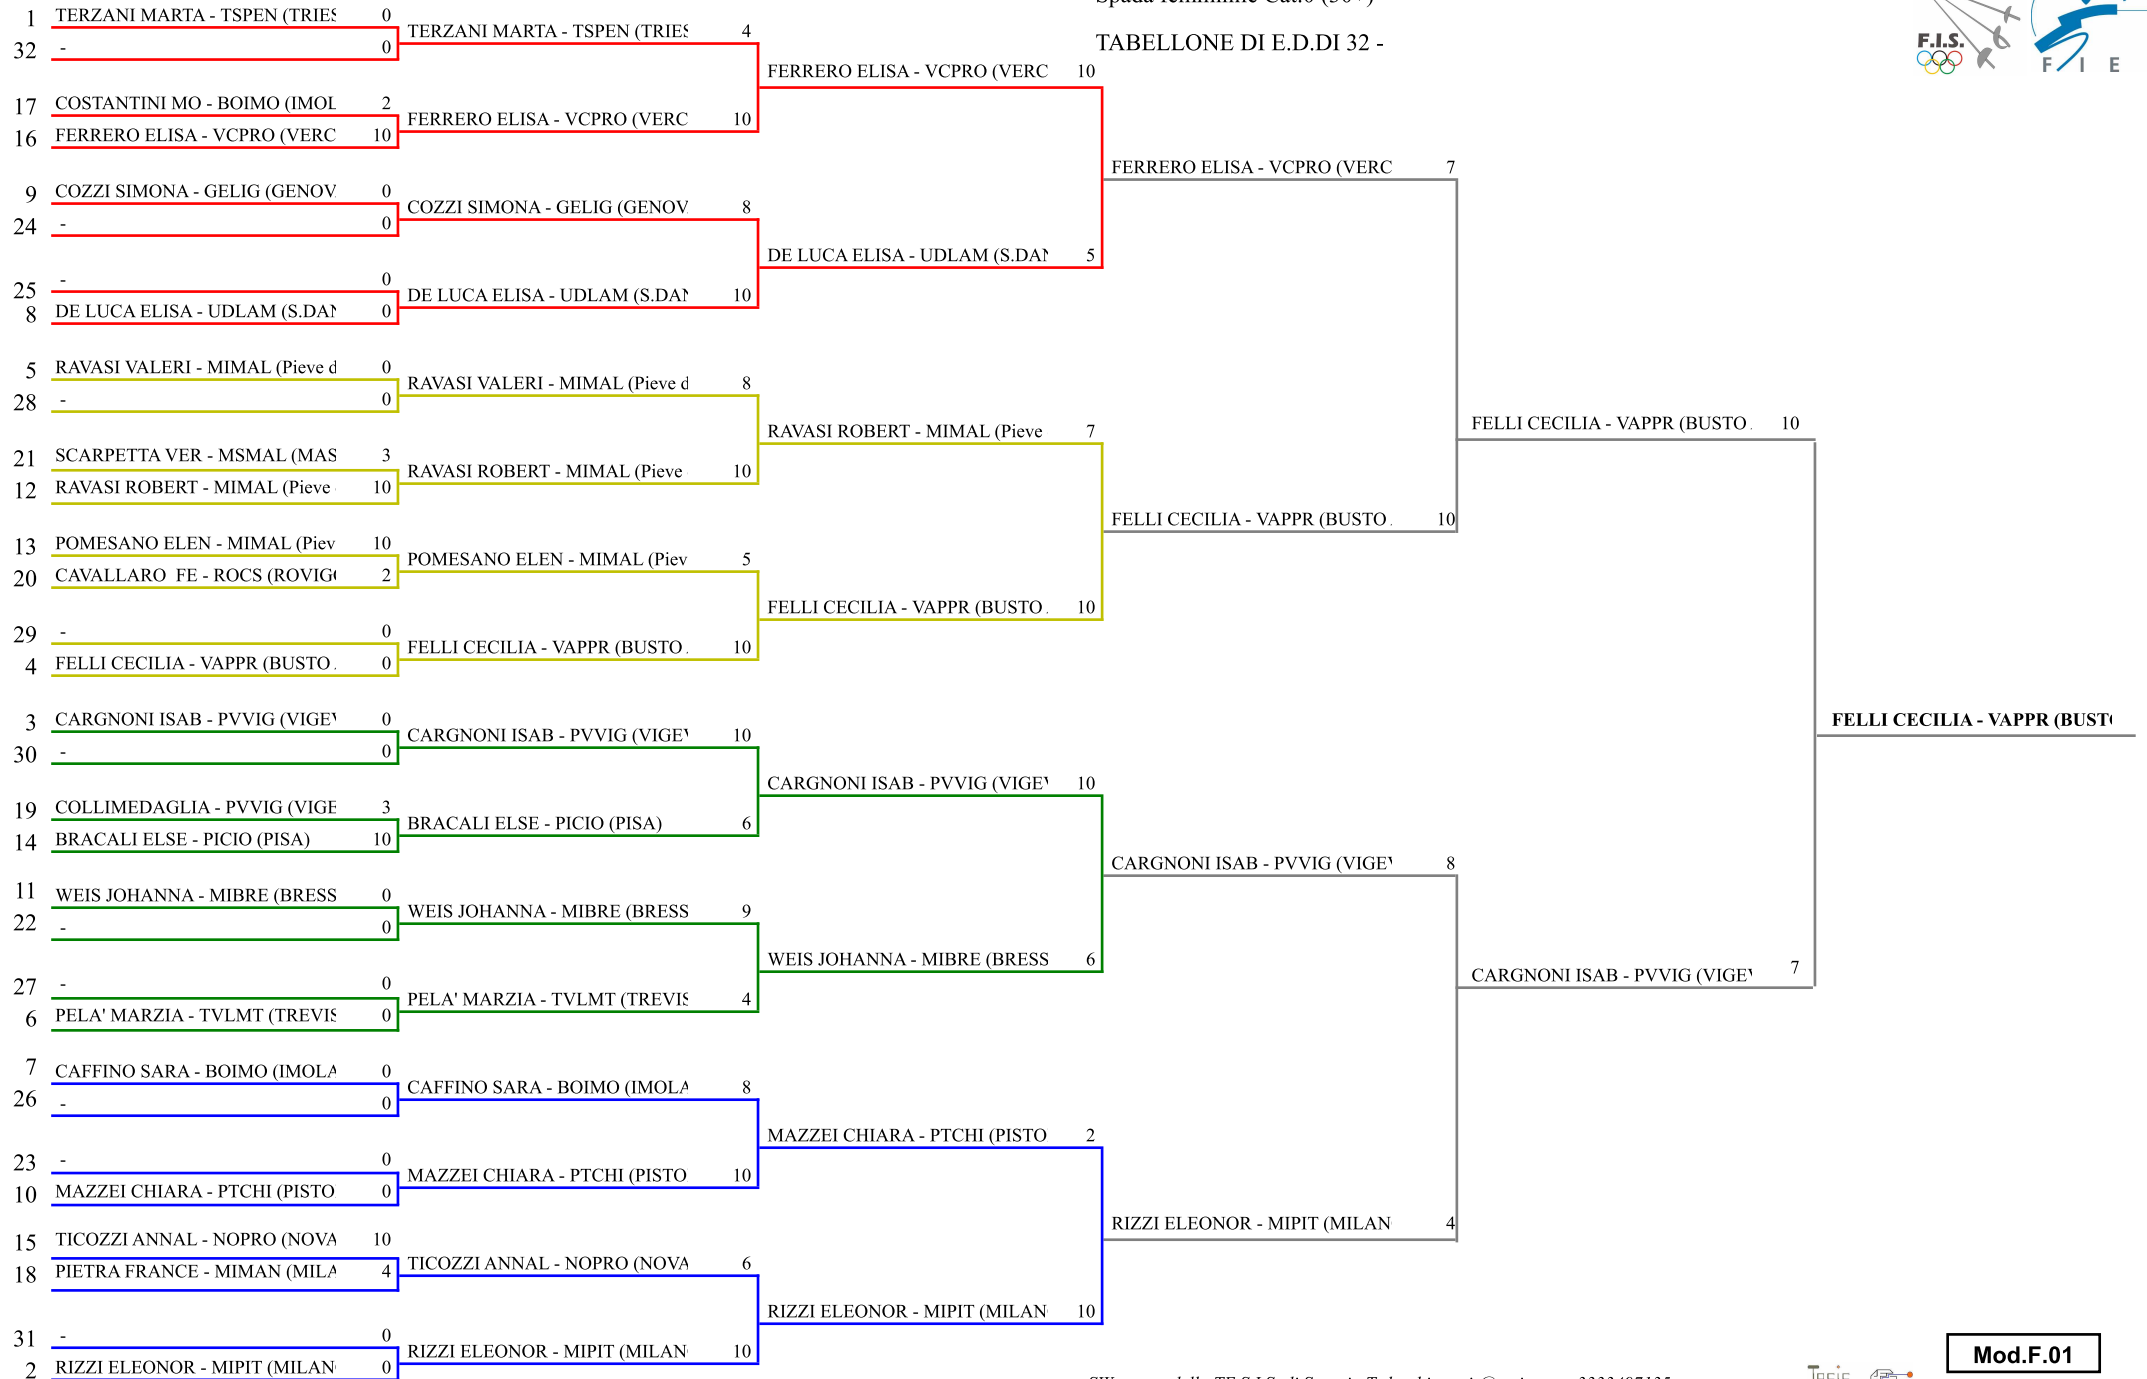 Spada femminile Cat.0 (30+)
TABELLONE DI E.D.DI 32 -
F.I.S.
F I E
1 TERZANI MARTA - TSPEN (TRIES 0
32 - 0
17 COSTANTINI MO - BOIMO (IMOL 2
16 FERRERO ELISA - VCPRO (VERC 10
9 COZZI SIMONA - GELIG (GENOV 0
24 - 0
25 - 0
8 DE LUCA ELISA - UDLAM (S.DAN 0
5 RAVASI VALERI - MIMAL (Pieve d 0
28 - 0
21 SCARPETTA VER - MSMAL (MAS 3
12 RAVASI ROBERT - MIMAL (Pieve 10
13 POMESANO ELEN - MIMAL (Piev 10
20 CAVALLARO FE - ROCS (ROVIG 2
29 - 0
4 FELLI CECILIA - VAPPR (BUSTO 0
3 CARGNONI ISAB - PVVIG (VIGEV 0
30 - 0
19 COLLIMEDAGLIA - PVVIG (VIGE 3
14 BRACALI ELSE - PICIO (PISA) 10
11 WEIS JOHANNA - MIBRE (BRESS 0
22 - 0
27 - 0
6 PELA' MARZIA - TVLMT (TREVIS 0
7 CAFFINO SARA - BOIMO (IMOLA 0
26 - 0
23 - 0
10 MAZZEI CHIARA - PTCHI (PISTO 0
15 TICOZZI ANNAL - NOPRO (NOVA 10
18 PIETRA FRANCE - MIMAN (MILA 4
31 - 0
2 RIZZI ELEONOR - MIPIT (MILAN 0
TERZANI MARTA - TSPEN (TRIES 4
FERRERO ELISA - VCPRO (VERC 10
COZZI SIMONA - GELIG (GENOV 8
DE LUCA ELISA - UDLAM (S.DAN 10
RAVASI VALERI - MIMAL (Pieve d 8
RAVASI ROBERT - MIMAL (Pieve 10
POMESANO ELEN - MIMAL (Piev 5
FELLI CECILIA - VAPPR (BUSTO 10
CARGNONI ISAB - PVVIG (VIGEV 10
BRACALI ELSE - PICIO (PISA) 6
WEIS JOHANNA - MIBRE (BRESS 9
PELA' MARZIA - TVLMT (TREVIS 4
CAFFINO SARA - BOIMO (IMOLA 8
MAZZEI CHIARA - PTCHI (PISTO 10
TICOZZI ANNAL - NOPRO (NOVA 6
RIZZI ELEONOR - MIPIT (MILAN 10
FERRERO ELISA - VCPRO (VERC 10
DE LUCA ELISA - UDLAM (S.DAN 5
RAVASI ROBERT - MIMAL (Pieve 7
FELLI CECILIA - VAPPR (BUSTO 10
CARGNONI ISAB - PVVIG (VIGEV 10
WEIS JOHANNA - MIBRE (BRESS 6
MAZZEI CHIARA - PTCHI (PISTO 2
RIZZI ELEONOR - MIPIT (MILAN 10
FERRERO ELISA - VCPRO (VERC 7
FELLI CECILIA - VAPPR (BUSTO 10
CARGNONI ISAB - PVVIG (VIGEV 8
RIZZI ELEONOR - MIPIT (MILAN 4
FELLI CECILIA - VAPPR (BUSTO 10
CARGNONI ISAB - PVVIG (VIGEV 7
FELLI CECILIA - VAPPR (BUST
Mod.F.01